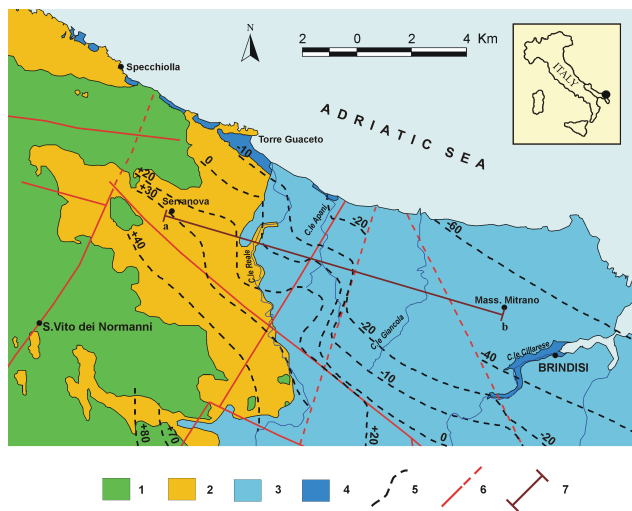 N
2 0 2 4 Km
ITALY
Specchiolla
ADRIATIC SEA
Torre Guaceto
-10
0
+20
+30
Serranova
a
C.le Apani
-20
-60
+40
C.le Reale
Mass. Mitrano
b
S.Vito dei Normanni
C.le Giancola
-20
C.le Cillarese
-40
BRINDISI
-10
+80
+70
+20
0
-20
1 2 3 4 5 6 7